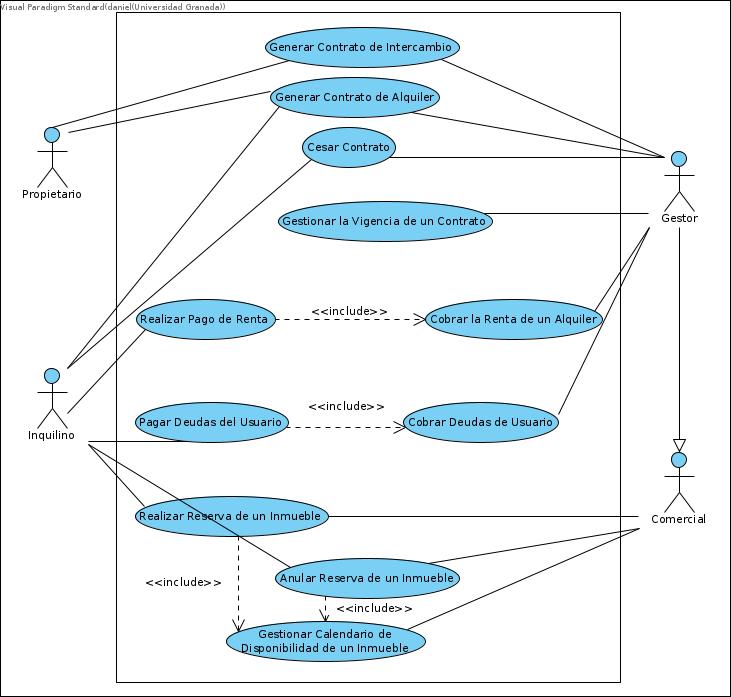 Visual Paradigm Standard(daniel(Universidad Granada))
Generar Contrato de Intercambio
Generar Contrato de Alquiler
Cesar Contrato
Propietario
Gestor
Gestionar la Vigencia de un Contrato
<<include>>
Realizar Pago de Renta
Cobrar la Renta de un Alquiler
<<include>>
Pagar Deudas del Usuario
Cobrar Deudas de Usuario
Inquilino
Realizar Reserva de un Inmueble
Comercial
Anular Reserva de un Inmueble
<<include>>
<<include>>
Gestionar Calendario de
Disponibilidad de un Inmueble